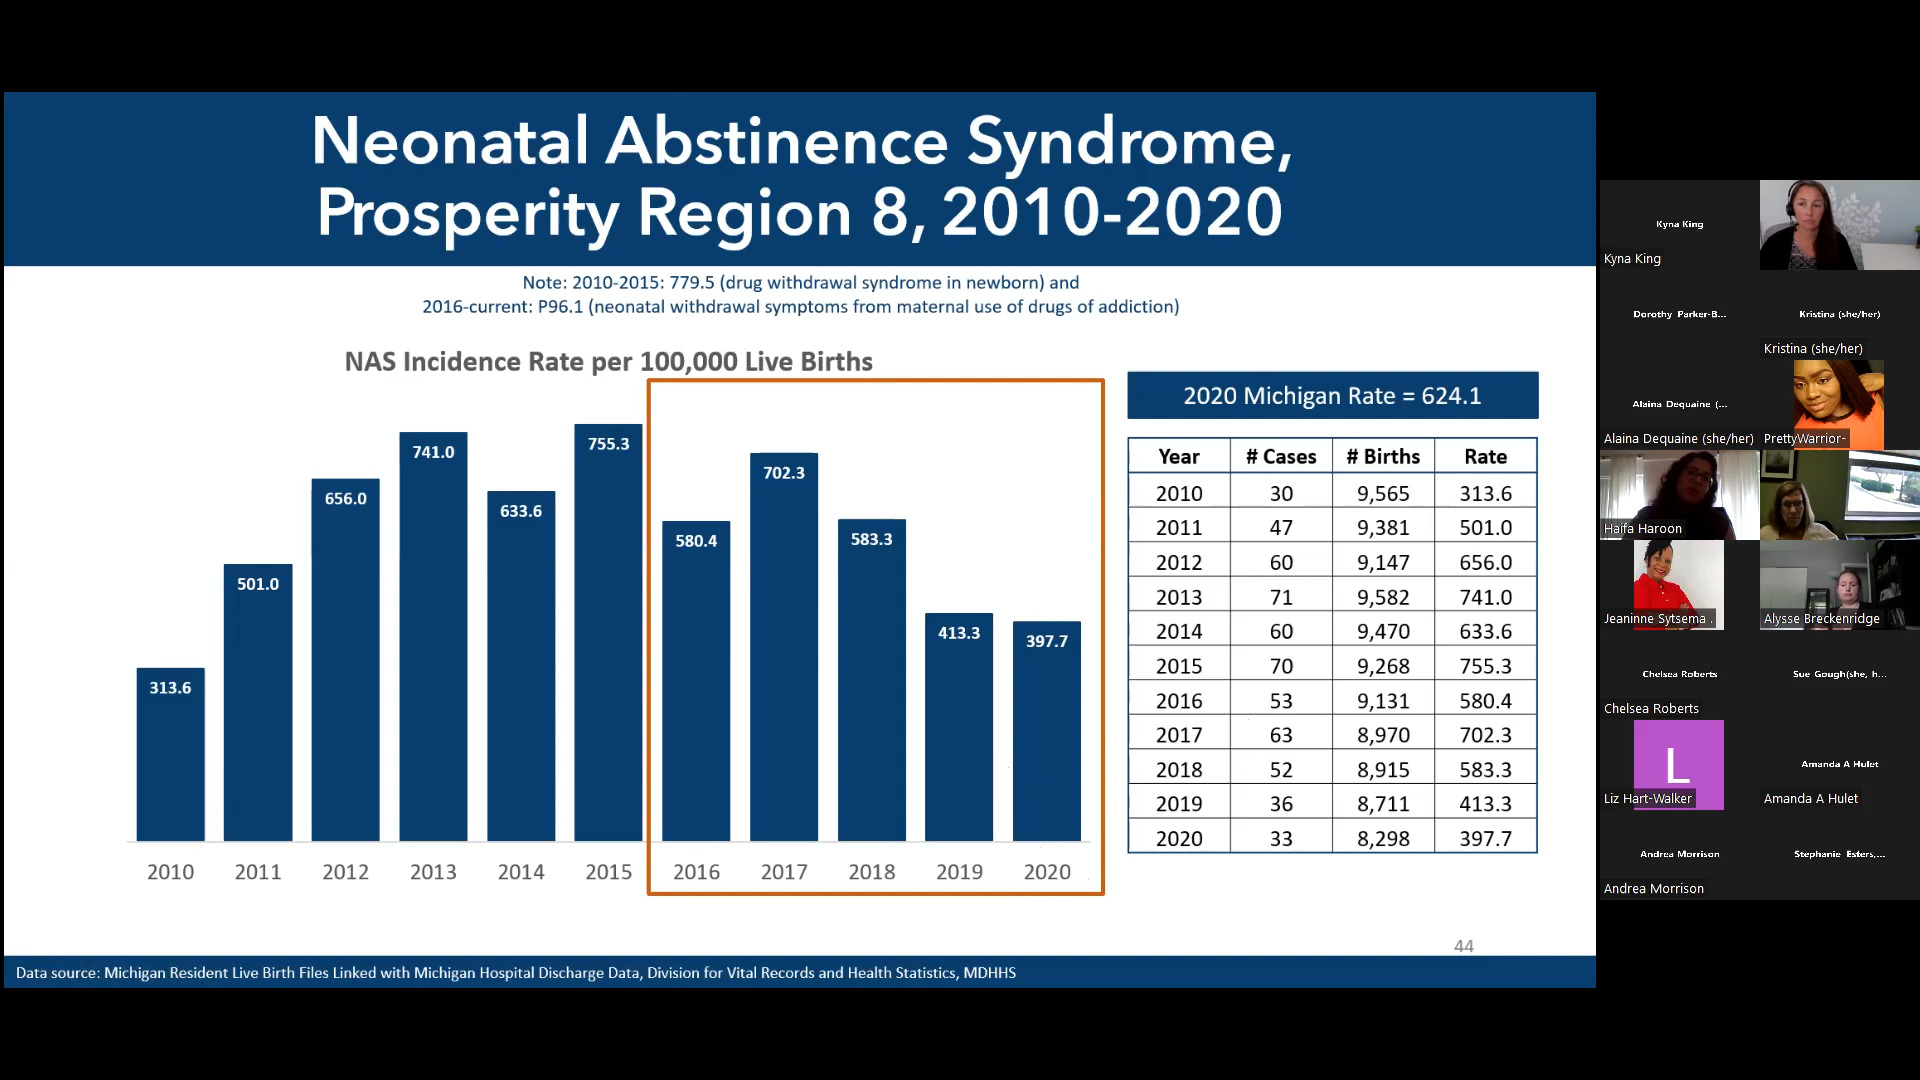 Neonatal Abstinence Syndrome,
Prosperity Region 8, 2010-2020
Note: 2010-2015: 779.5 (drug withdrawal syndrome in newborn) and
2016-current: P96.1 (neonatal withdrawal symptoms from maternal use of drugs of addiction)
NAS Incidence Rate per 100,000 Live Births
313.6
501.0
656.0
741.0
633.6
755.3
580.4
702.3
583.3
413.3
397.7
2010 2011 2012 2013 2014 2015 2016 2017 2018 2019 2020
2020 Michigan Rate = 624.1
Year # Cases # Births Rate
2010 30 9,565 313.6
2011 47 9,381 501.0
2012 60 9,147 656.0
2013 71 9,582 741.0
2014 60 9,470 633.6
2015 70 9,268 755.3
2016 53 9,131 580.4
2017 63 8,970 702.3
2018 52 8,915 583.3
2019 36 8,711 413.3
2020 33 8,298 397.7
44
Data source: Michigan Resident Live Birth Files Linked with Michigan Hospital Discharge Data, Division for Vital Records and Health Statistics, MDHHS
Kyna King
Kyna King
Dorothy Parker-B...
Kristina (she/her)
Kristina (she/her)
Alaina Dequaine (...
Alaina Dequaine (she/her)
PrettyWarrior-
Haifa Haroon
Jeaninne Sytsema .
Alysse Breckenridge
Chelsea Roberts
Sue Gough(she, h...
Chelsea Roberts
L
Liz Hart-Walker
Amanda A Hulet
Amanda A Hulet
Andrea Morrison
Stephanie Esters,...
Andrea Morrison